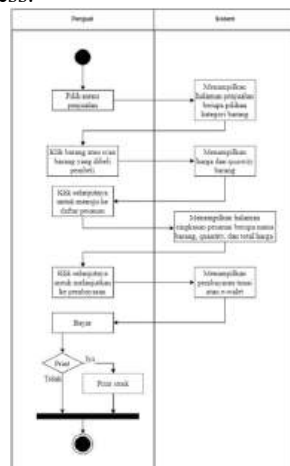 ess.
Penjual
Sistem
Pilih menu
penjualan
Menampilkan
halaman penjualan
berupa pilihan
kategori barang
Klik barang atau scan
barang yang dibeli
pembeli
Menampilkan
harga dan quantity
barang
Klik selanjutnya
untuk menuju ke
daftar pesanan
Menampilkan halaman
ringkasan pesanan berupa nama
barang, quantity, dan total harga
Klik selanjutnya
untuk melanjutkan
ke pembayaran
Menampilkan
pembayaran tunai
atau e-wallet
Bayar
Print
Iya
Tidak
Print struk